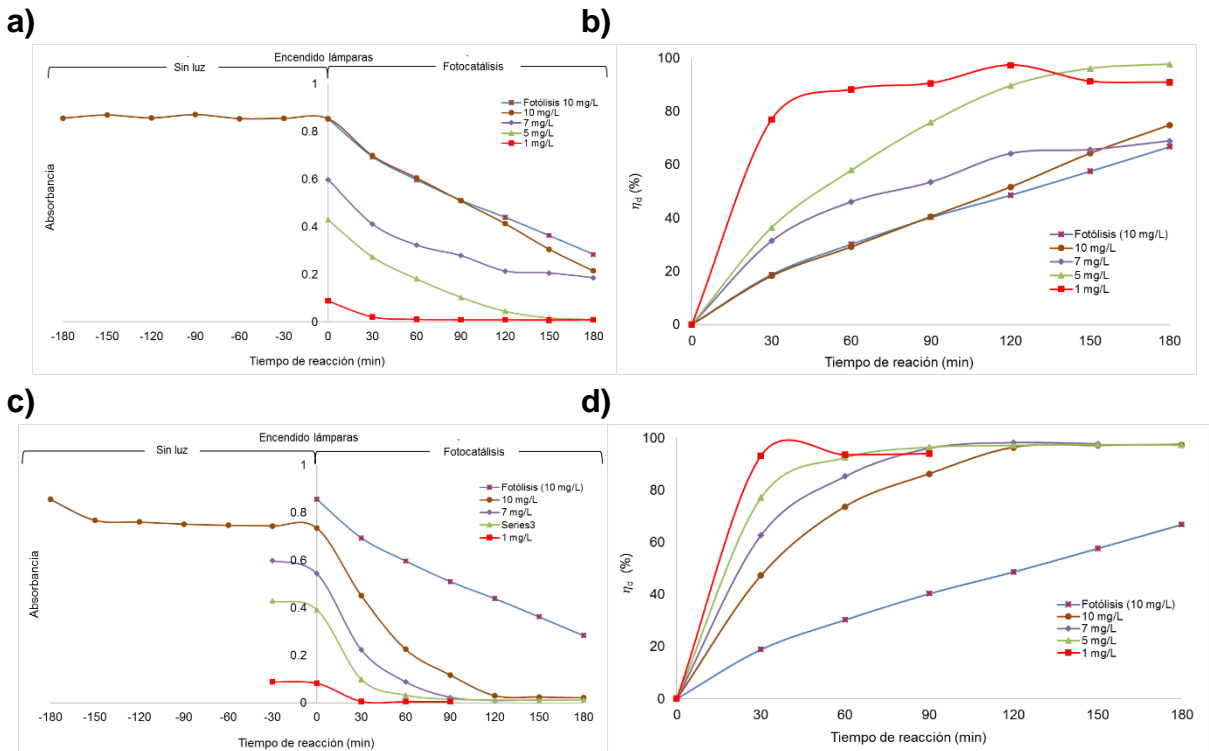 a)
Encendido lámparas
Sin luz
Fotocatálisis
1
0.8
0.6
0.4
0.2
0
Absorbancia
Fotólisis 10 mg/L
10 mg/L
7 mg/L
5 mg/L
1 mg/L
-180 -150 -120 -90 -60 -30 0 30 60 90 120 150 180
Tiempo de reacción (min)
b)
100
80
60
40
20
0
ηd (%)
Fotólisis (10 mg/L)
10 mg/L
7 mg/L
5 mg/L
1 mg/L
0 30 60 90 120 150 180
Tiempo de reación (min)
c)
Encendido lámparas
Sin luz
Fotocatálisis
1
0.8
0.6
0.4
0.2
0
Absorbancia
Fotólisis (10 mg/L)
10 mg/L
7 mg/L
Series3
1 mg/L
-180 -150 -120 -90 -60 -30 0 30 60 90 120 150 180
Tiempo de reacción (min)
d)
100
80
60
40
20
0
ηd (%)
Fotólisis (10 mg/L)
10 mg/L
7 mg/L
5 mg/L
1 mg/L
0 30 60 90 120 150 180
Tiempo de reacción (min)